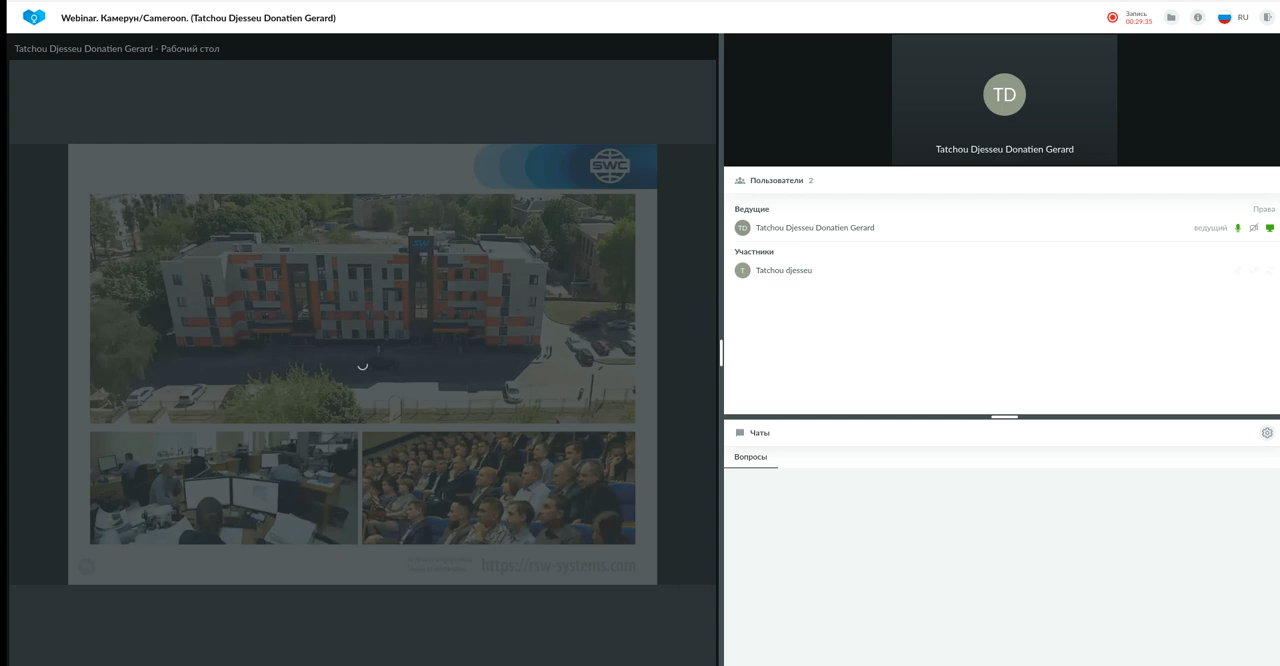 Webinar. Камерун/Cameroon. (Tatchou Djesseu Donatien Gerard)
Запись
00:29:35
RU
Tatchou Djesseu Donatien Gerard - Рабочий стол
SWC
https://rsw-systems.com
TD
Tatchou Djesseu Donatien Gerard
Пользователи 2
Ведущие Права
TD Tatchou Djesseu Donatien Gerard ведущий
Участники
T Tatchou djesseu
Чаты
Вопросы